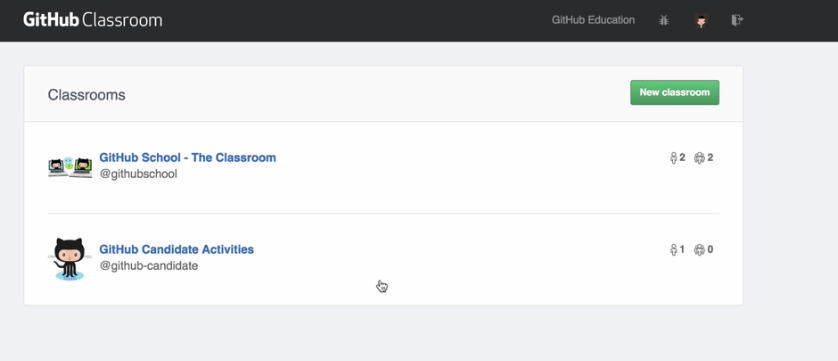 GitHub Classroom
GitHub Education
Classrooms
New classroom
GitHub School - The Classroom
2 2
@githubschool
GitHub Candidate Activities
1 0
@github-candidate